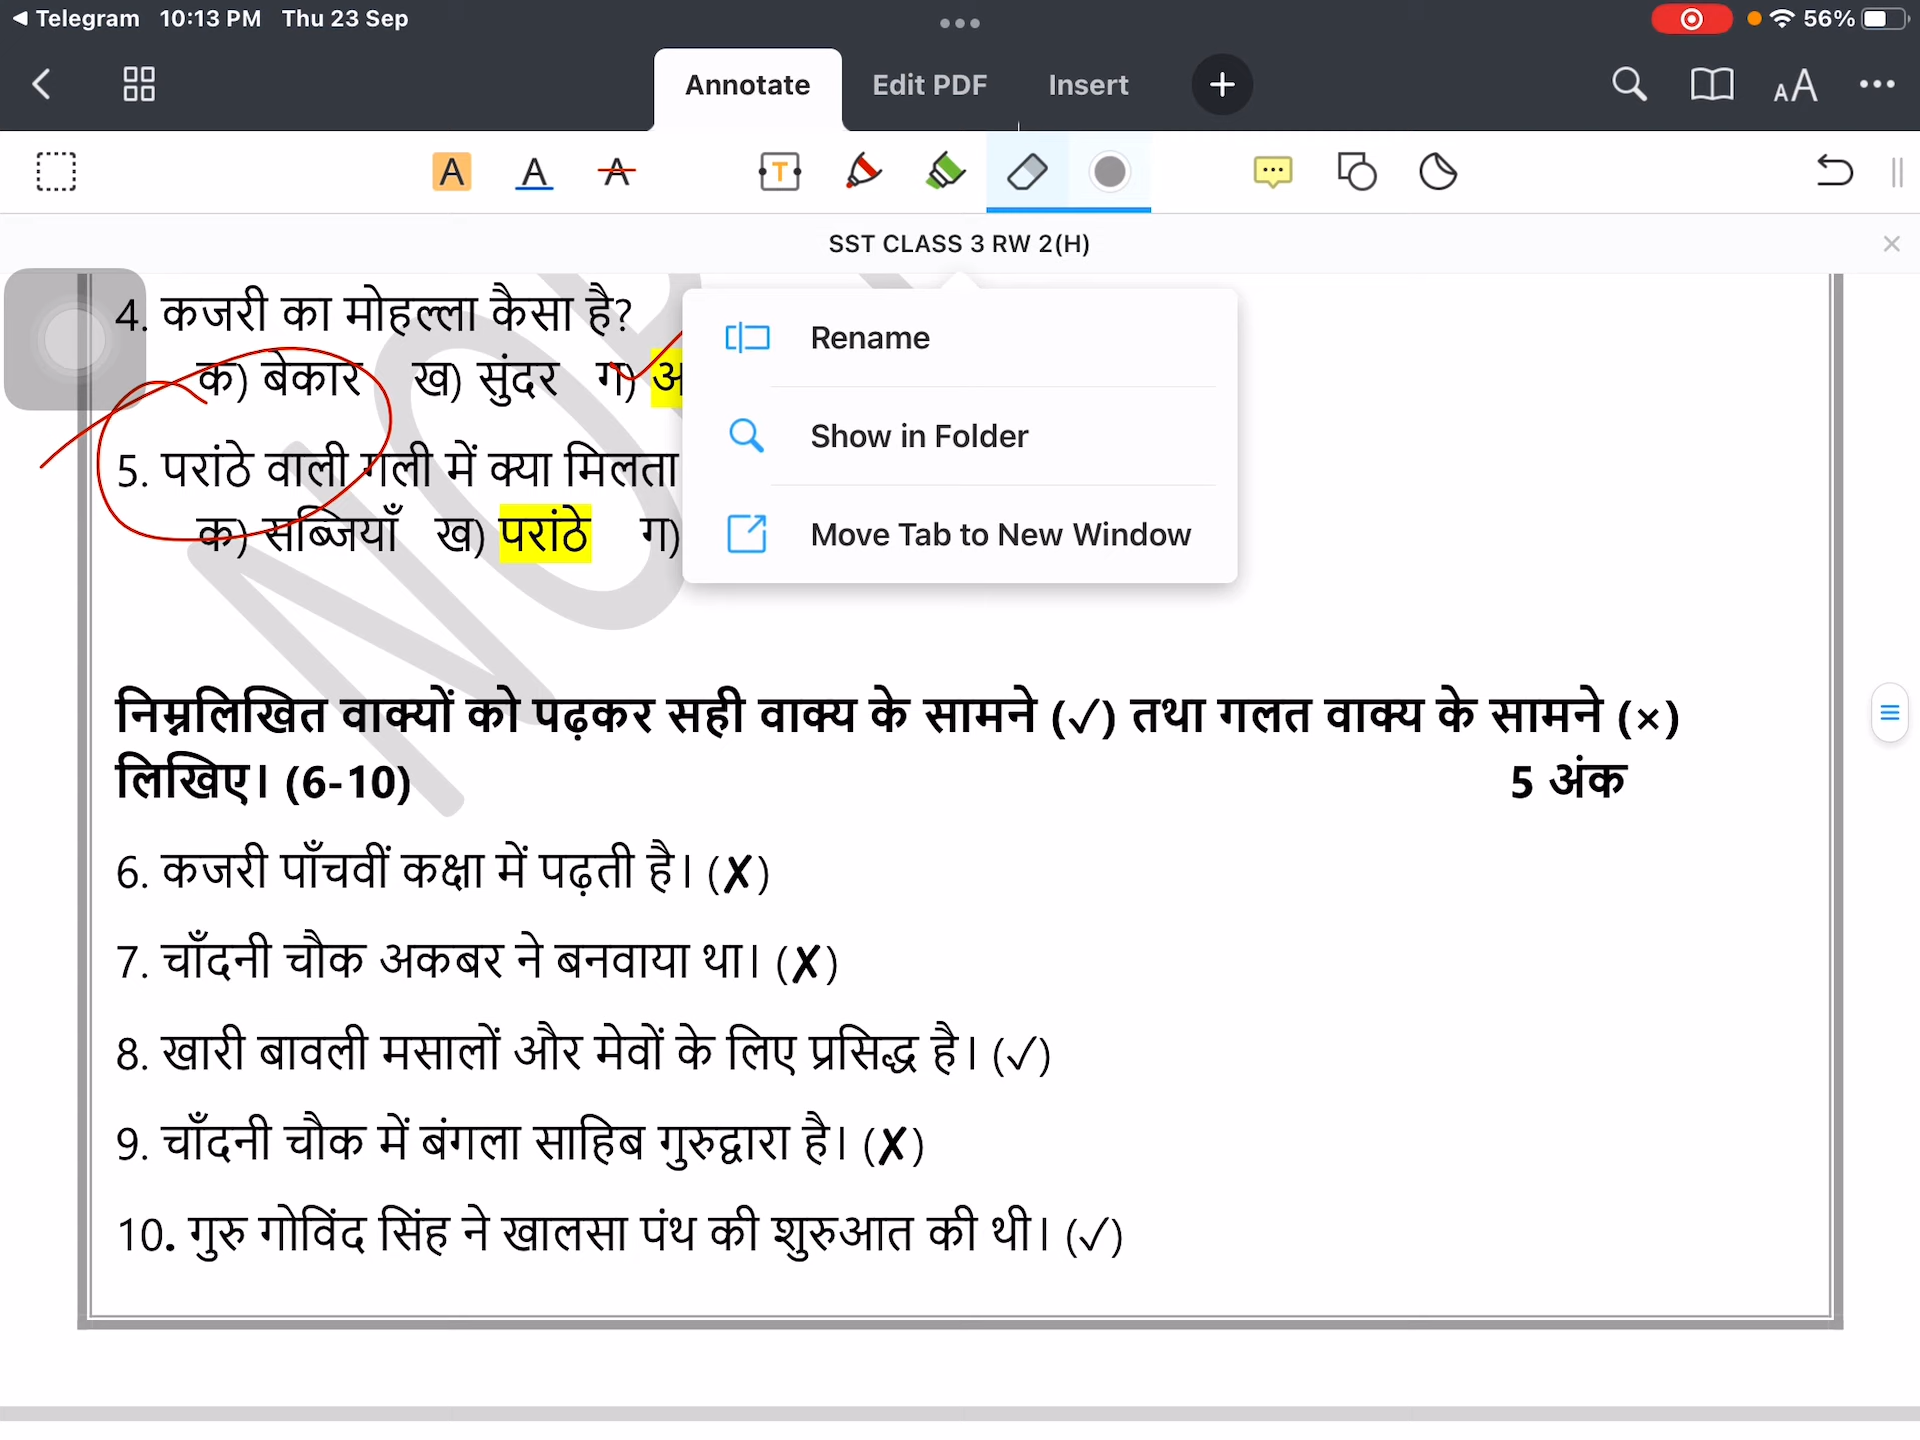 Telegram 10:13 PM Thu 23 Sep 56%
Annotate Edit PDF Insert
SST CLASS 3 RW 2(H)
4. कजरी का मोहल्ला कैसा है?
क) बेकार ख) सुंदर ग) अ
5. परांठे वाली गली में क्या मिलता
क) सब्जियाँ ख) परांठे ग)
Rename
Show in Folder
Move Tab to New Window
निम्नलिखित वाक्यों को पढ़कर सही वाक्य के सामने (✓) तथा गलत वाक्य के सामने (×)
लिखिए। (6-10) 5 अंक
6. कजरी पाँचवीं कक्षा में पढ़ती है। (✗)
7. चाँदनी चौक अकबर ने बनवाया था। (✗)
8. खारी बावली मसालों और मेवों के लिए प्रसिद्ध है। (✓)
9. चाँदनी चौक में बंगला साहिब गुरुद्वारा है। (✗)
10. गुरु गोविंद सिंह ने खालसा पंथ की शुरुआत की थी। (✓)